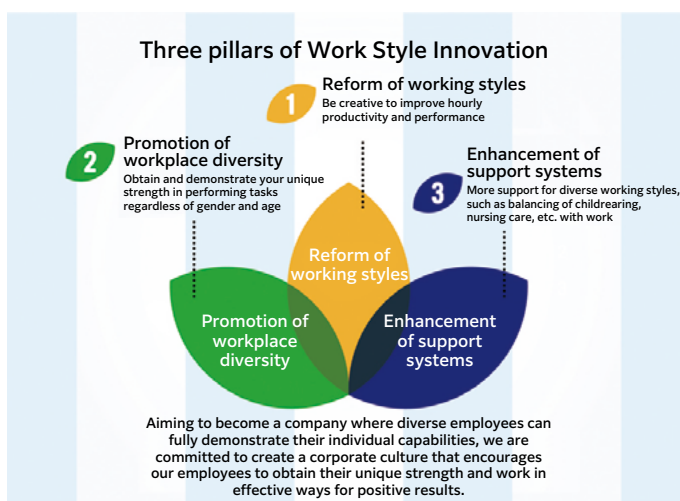 Three pillars of Work Style Innovation
1
Reform of working styles
Be creative to improve hourly
productivity and performance
2
Promotion of
workplace diversity
Obtain and demonstrate your unique
strength in performing tasks
regardless of gender and age
3
Enhancement of
support systems
More support for diverse working styles,
such as balancing of childrearing,
nursing care, etc. with work
Reform of
working styles
Promotion of
workplace
diversity
Enhancement
of support
systems
Aiming to become a company where diverse employees can
fully demonstrate their individual capabilities, we are
committed to create a corporate culture that encourages
our employees to obtain their unique strength and work in
effective ways for positive results.